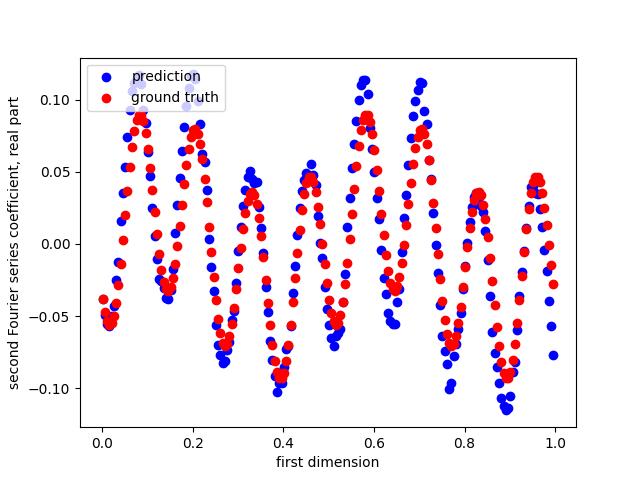 prediction
ground truth
second Fourier series coefficient, real part
0.10
0.05
0.00
−0.05
−0.10
0.0 0.2 0.4 0.6 0.8 1.0
first dimension